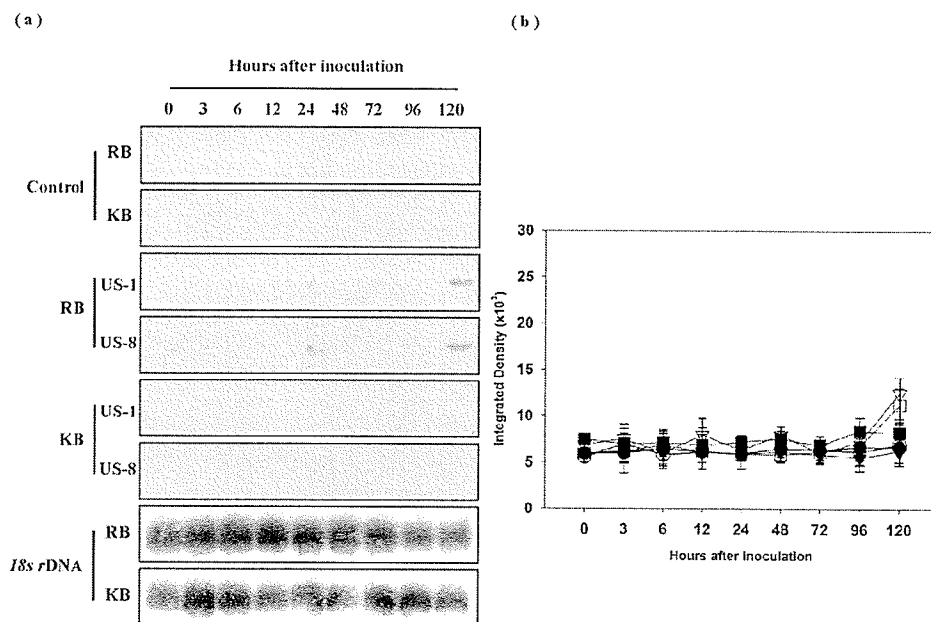 ( a )
Hours after inoculation
0 3 6 12 24 48 72 96 120
Control
RB
KB
RB
US-1
US-8
KB
US-1
US-8
18s rDNA
RB
KB
( b )
Integrated Density (x10³)
30
25
20
15
10
5
0
0 3 6 12 24 48 72 96 120
Hours after Inoculation